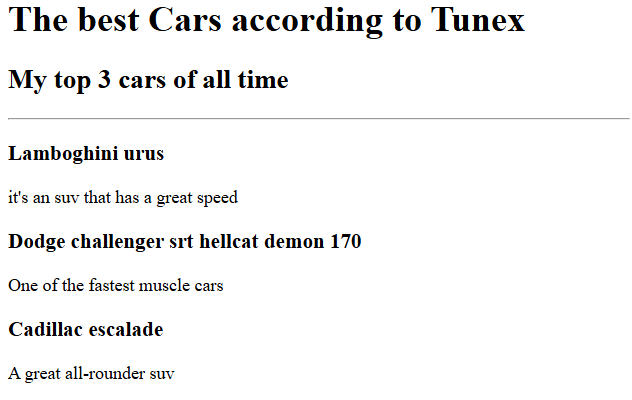 The best Cars according to Tunex
My top 3 cars of all time
Lamboghini urus
it's an suv that has a great speed
Dodge challenger srt hellcat demon 170
One of the fastest muscle cars
Cadillac escalade
A great all-rounder suv